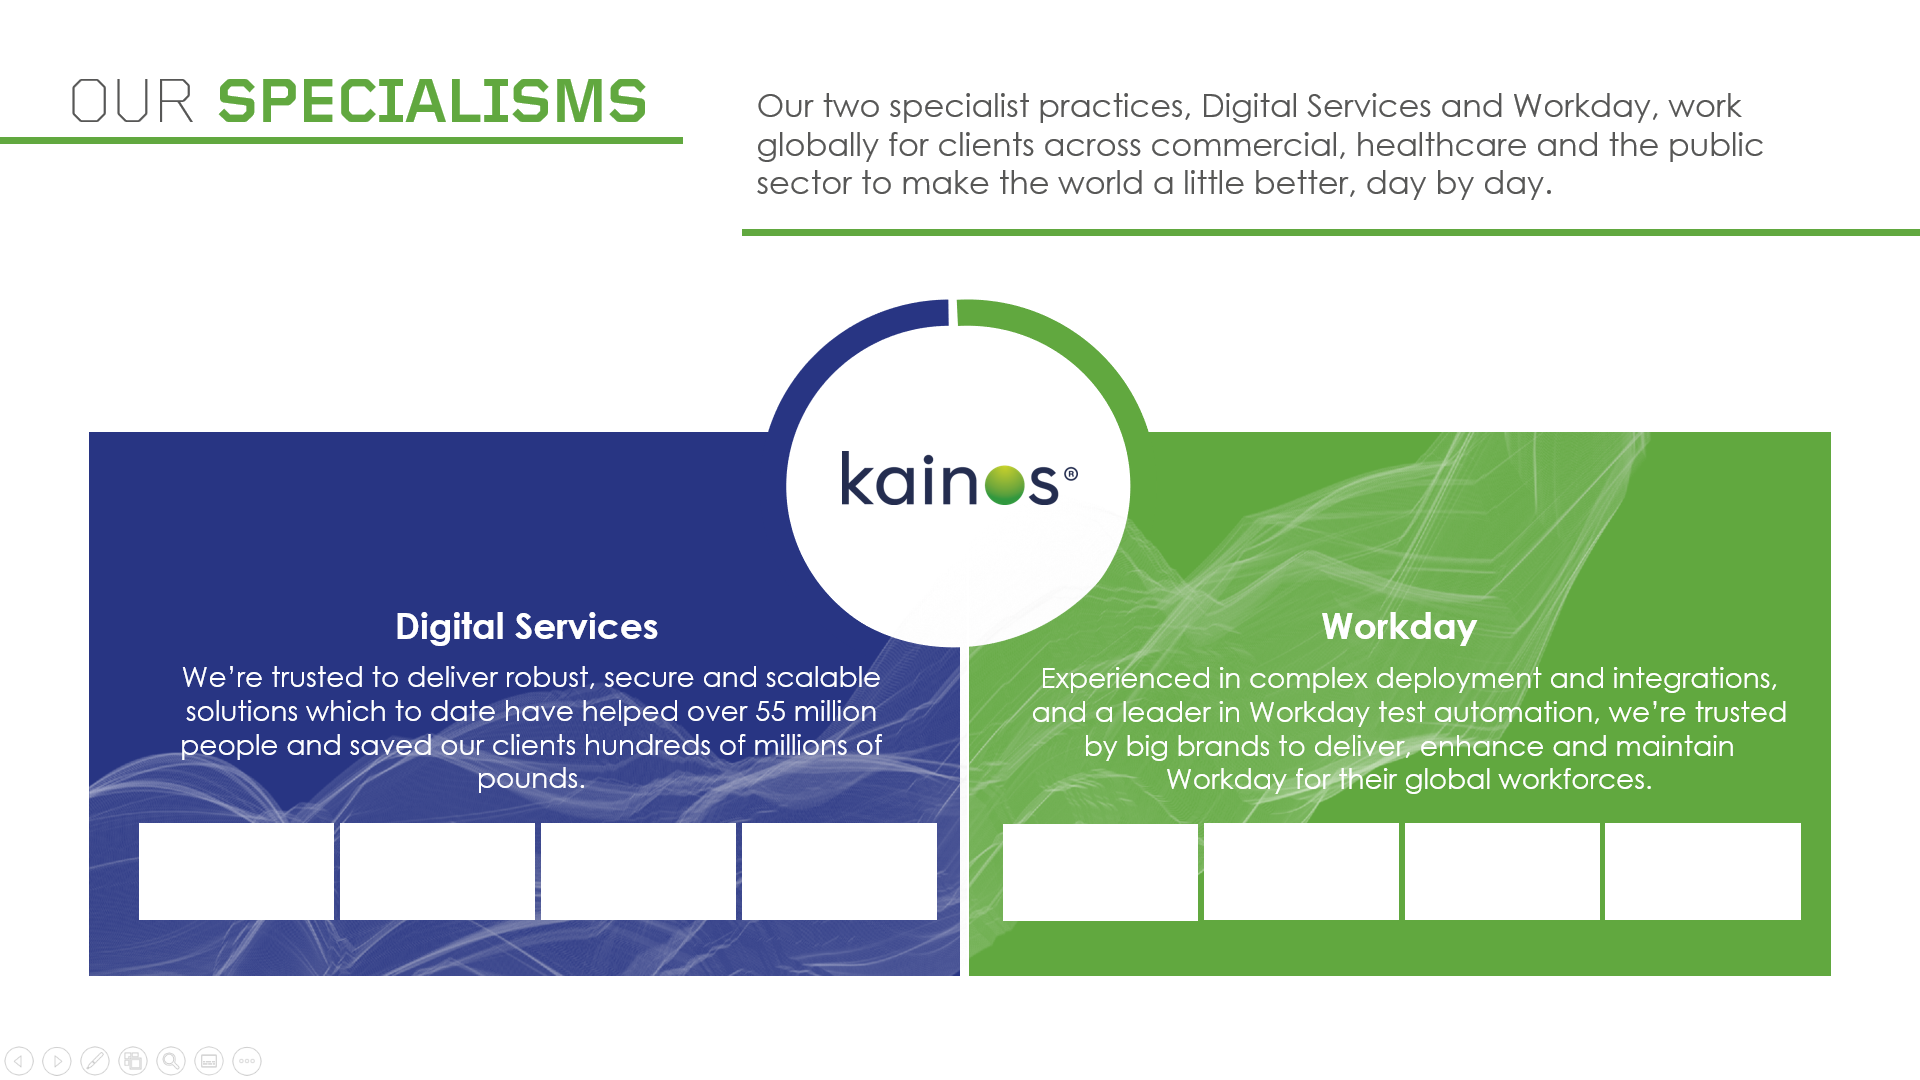 OUR SPECIALISMS
Our two specialist practices, Digital Services and Workday, work
globally for clients across commercial, healthcare and the public
sector to make the world a little better, day by day.
kainos®
Digital Services
We’re trusted to deliver robust, secure and scalable
solutions which to date have helped over 55 million
people and saved our clients hundreds of millions of
pounds.
Workday
Experienced in complex deployment and integrations,
and a leader in Workday test automation, we’re trusted
by big brands to deliver, enhance and maintain
Workday for their global workforces.